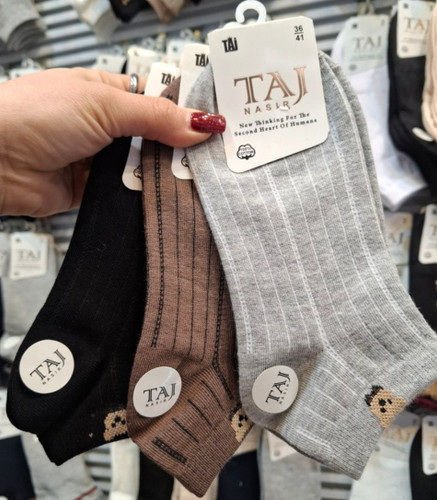 TAJ
36
41
TAJ
NASIR
New Thinking For The
Second Heart Of Humans
TAJ
NASIR
TAJ
NASIR
TAJ
NASIR